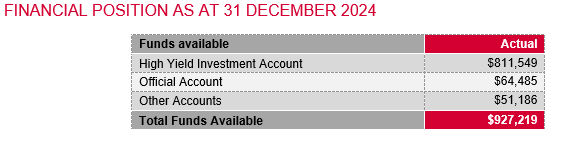 FINANCIAL POSITION AS AT 31 DECEMBER 2024
Funds available Actual
High Yield Investment Account $811,549
Official Account $64,485
Other Accounts $51,186
Total Funds Available $927,219